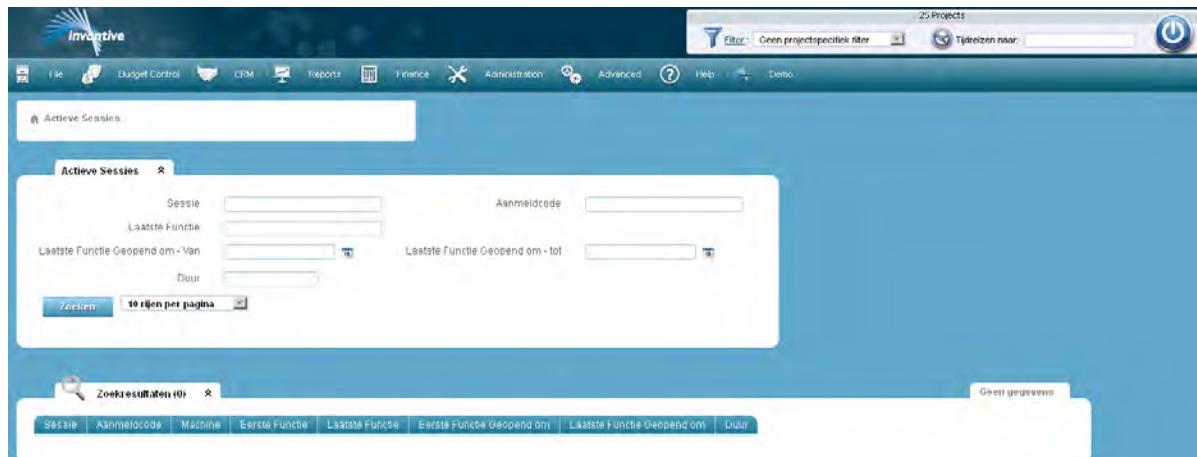 25 Projects
invantive
Filter: Geen projectspecifiek filter Tijdreizen naar:
File Budget Control CRM Reports Finance Administration Advanced Help Demo
Actieve Sessies
Actieve Sessies
Sessie Aanmeldcode
Laatste Functie
Laatste Functie Geopend om - Van Laatste Functie Geopend om - tot
Duur
Zoeken 10 rijen per pagina
Zoekresultaten (0) Geen gegevens
Sessie Aanmeldcode Machine Eerste Functie Laatste Functie Eerste Functie Geopend om Laatste Functie Geopend om Duur